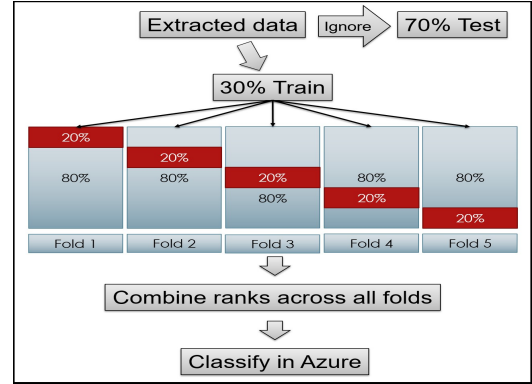 Extracted data
Ignore
70% Test
30% Train
20%
80%
20%
80%
20%
80%
80%
20%
80%
20%
Fold 1
Fold 2
Fold 3
Fold 4
Fold 5
Combine ranks across all folds
Classify in Azure